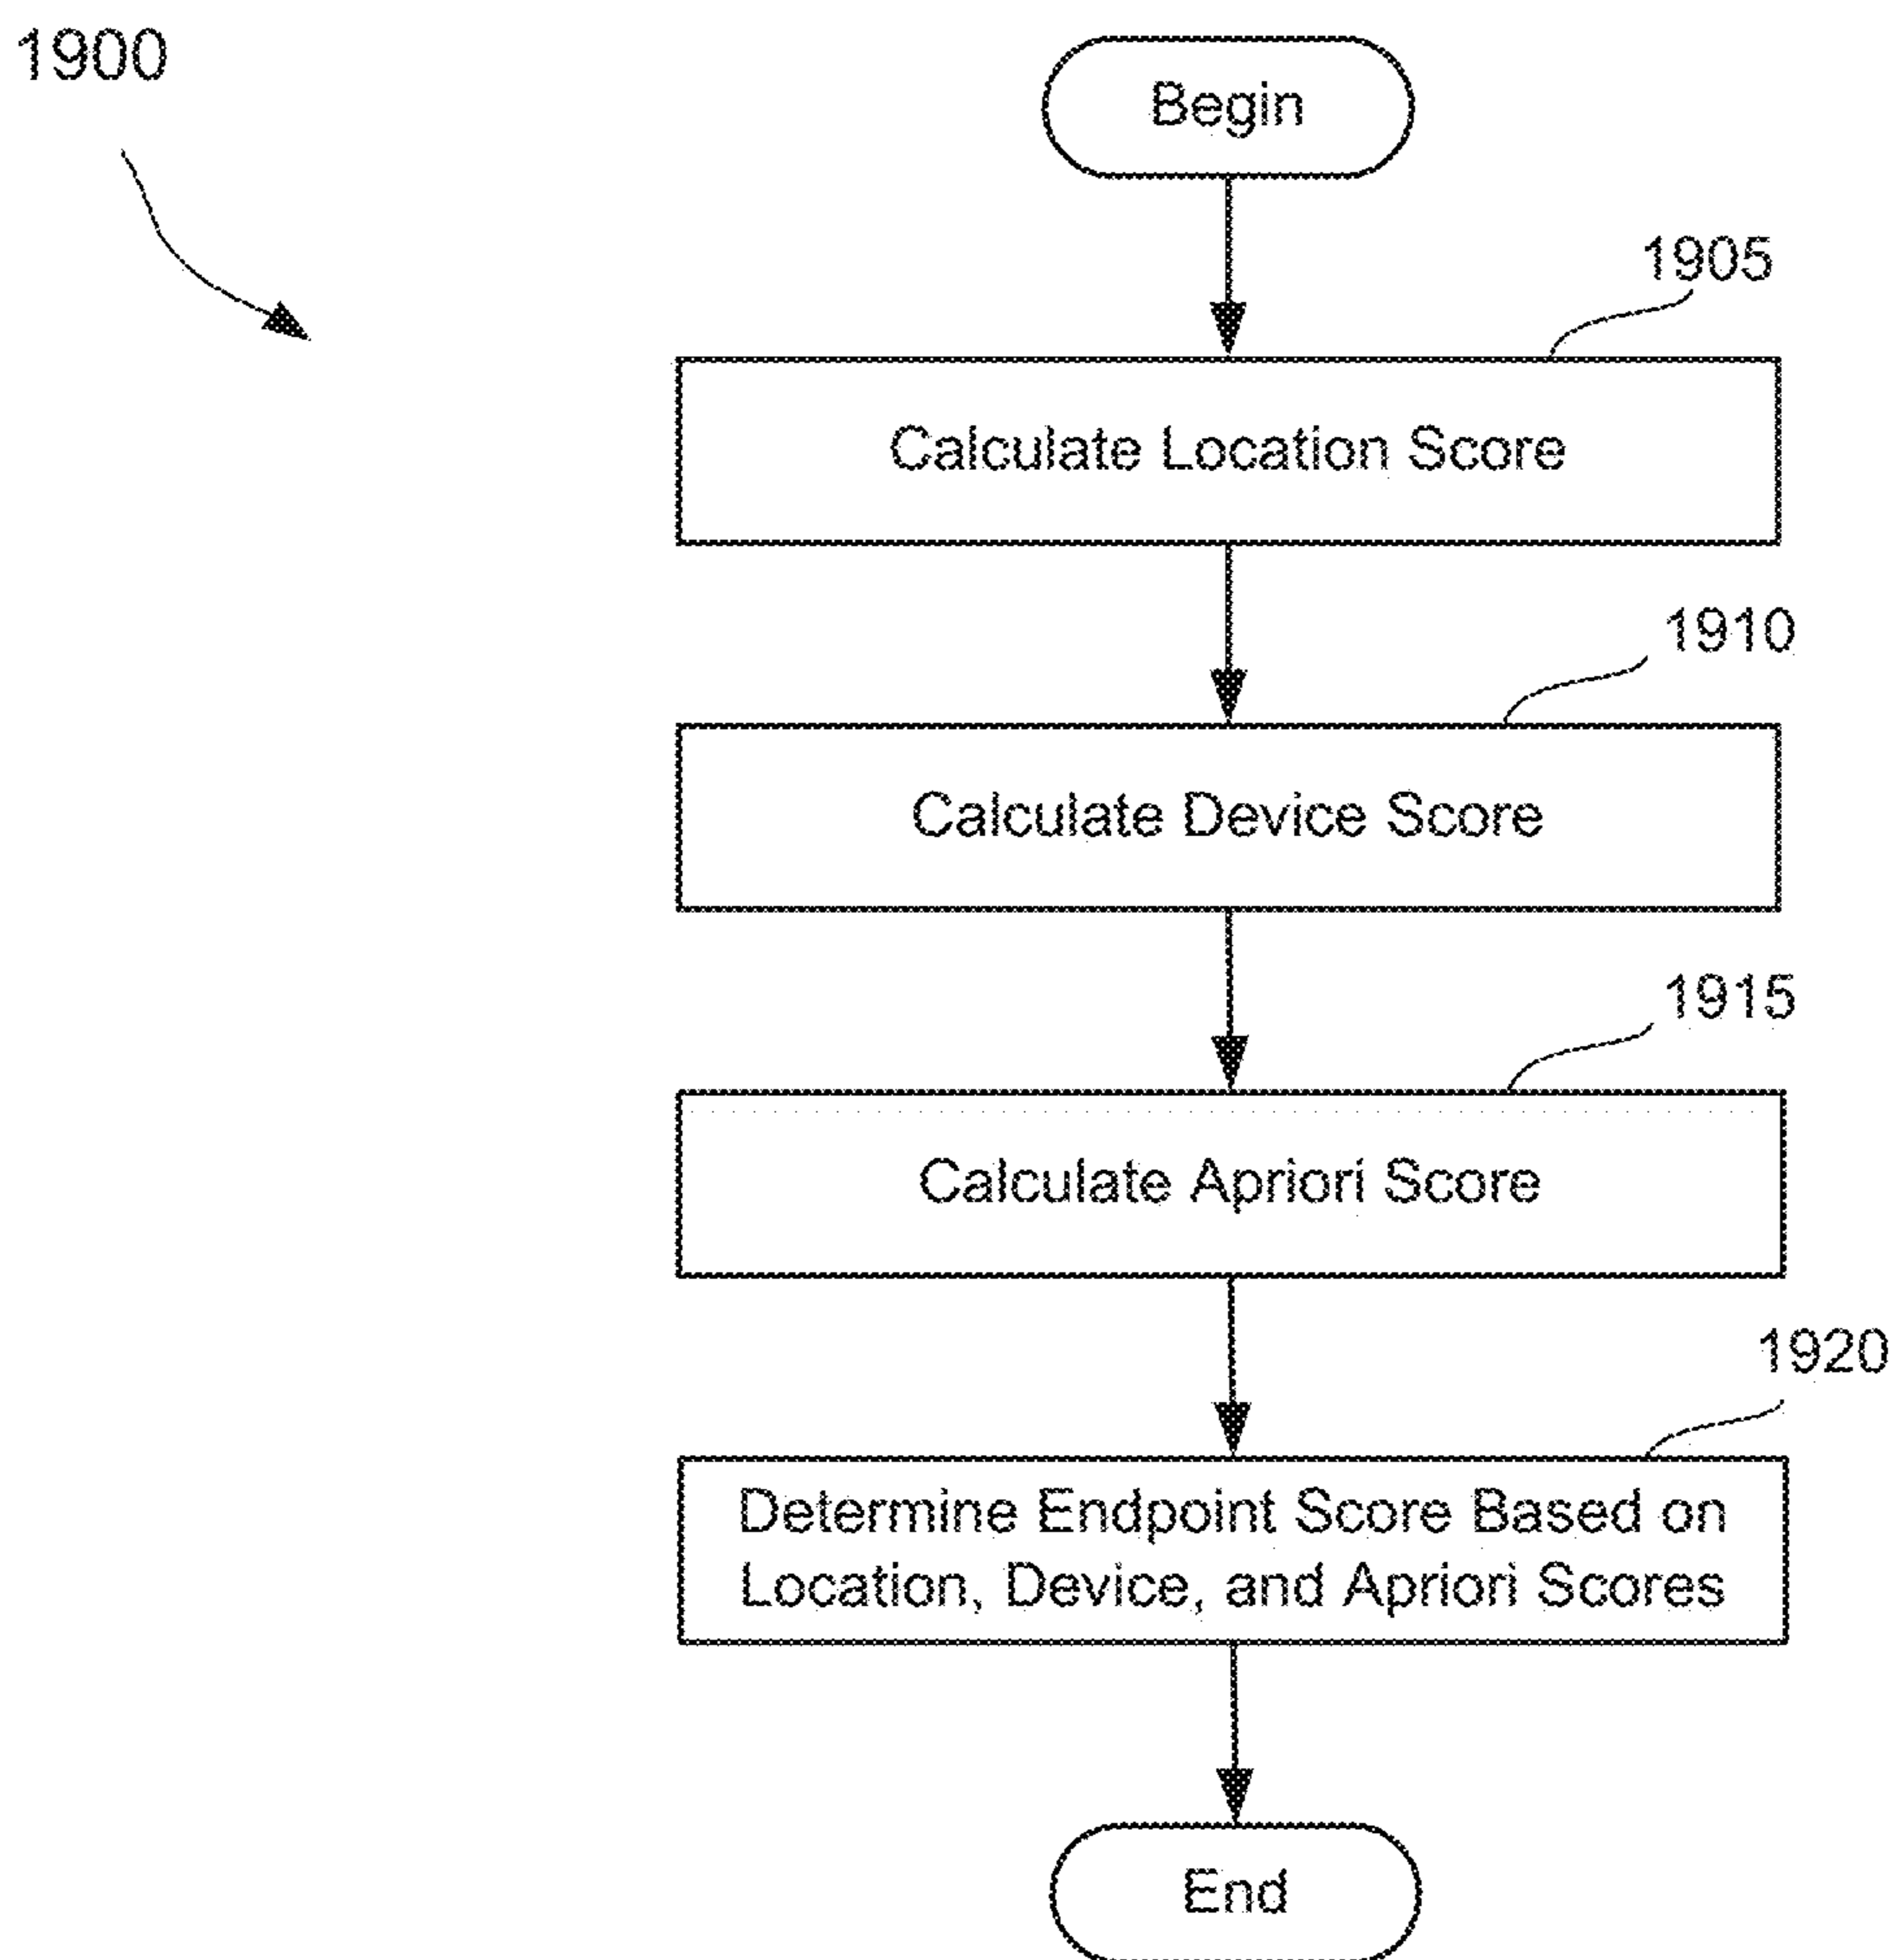 1900
Begin
1905
Calculate Location Score
1910
Calculate Device Score
1915
Calculate Apriori Score
1920
Determine Endpoint Score Based on
Location, Device, and Apriori Scores
End